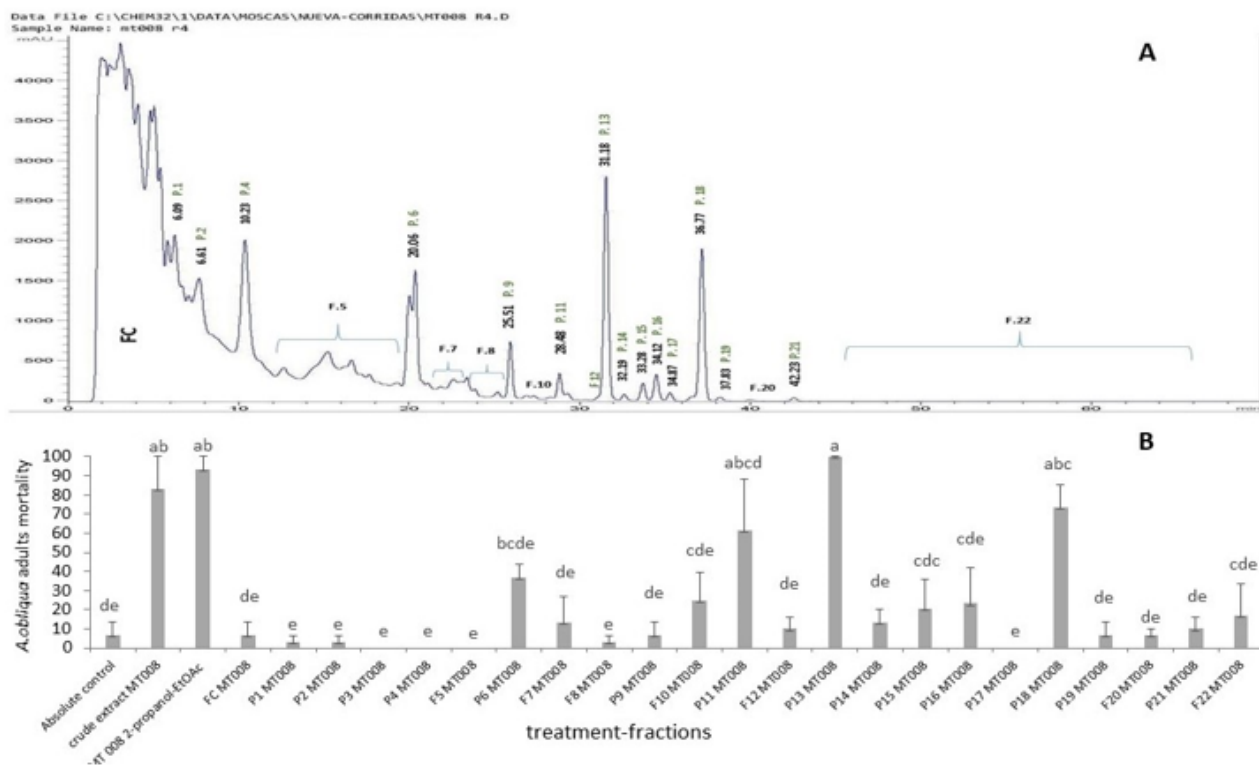 Data File C:\CHEM32\1\DATA\MOSCAS\NUEVA-CORRIDAS\MT008 R4.D
Sample Name: mt008 r4
mAU
A
4000
3500
3000
2500
2000
1500
1000
500
0
FC
6.09 P.1
6.61 P.2
10.23 P.4
F.5
20.06 P. 6
F.7
F.8
25.51 P. 9
F.10
28.48 P. 11
F 12
31.18 P. 13
32.19 P. 14
33.28 P. 15
34.12 P. 16
34.87 P. 17
36.77 P. 18
37.83 P.19
F.20
42.23 P.21
F.22
0 10 20 30 40 50 60
B
A.obliqua adults mortality
100
90
80
70
60
50
40
30
20
10
0
de ab ab de e e e e e bcde de e de cde abcd de a de cdc cde e abc de de de cde
Absolute control
crude extract MT008
MT 008 2-propanol-EtOAc
FC MT008
P1 MT008
P2 MT008
P3 MT008
P4 MT008
F5 MT008
P6 MT008
F7 MT008
F8 MT008
P9 MT008
F10 MT008
P11 MT008
F12 MT008
P13 MT008
P14 MT008
P15 MT008
P16 MT008
P17 MT008
P18 MT008
P19 MT008
F20 MT008
P21 MT008
F22 MT008
treatment-fractions